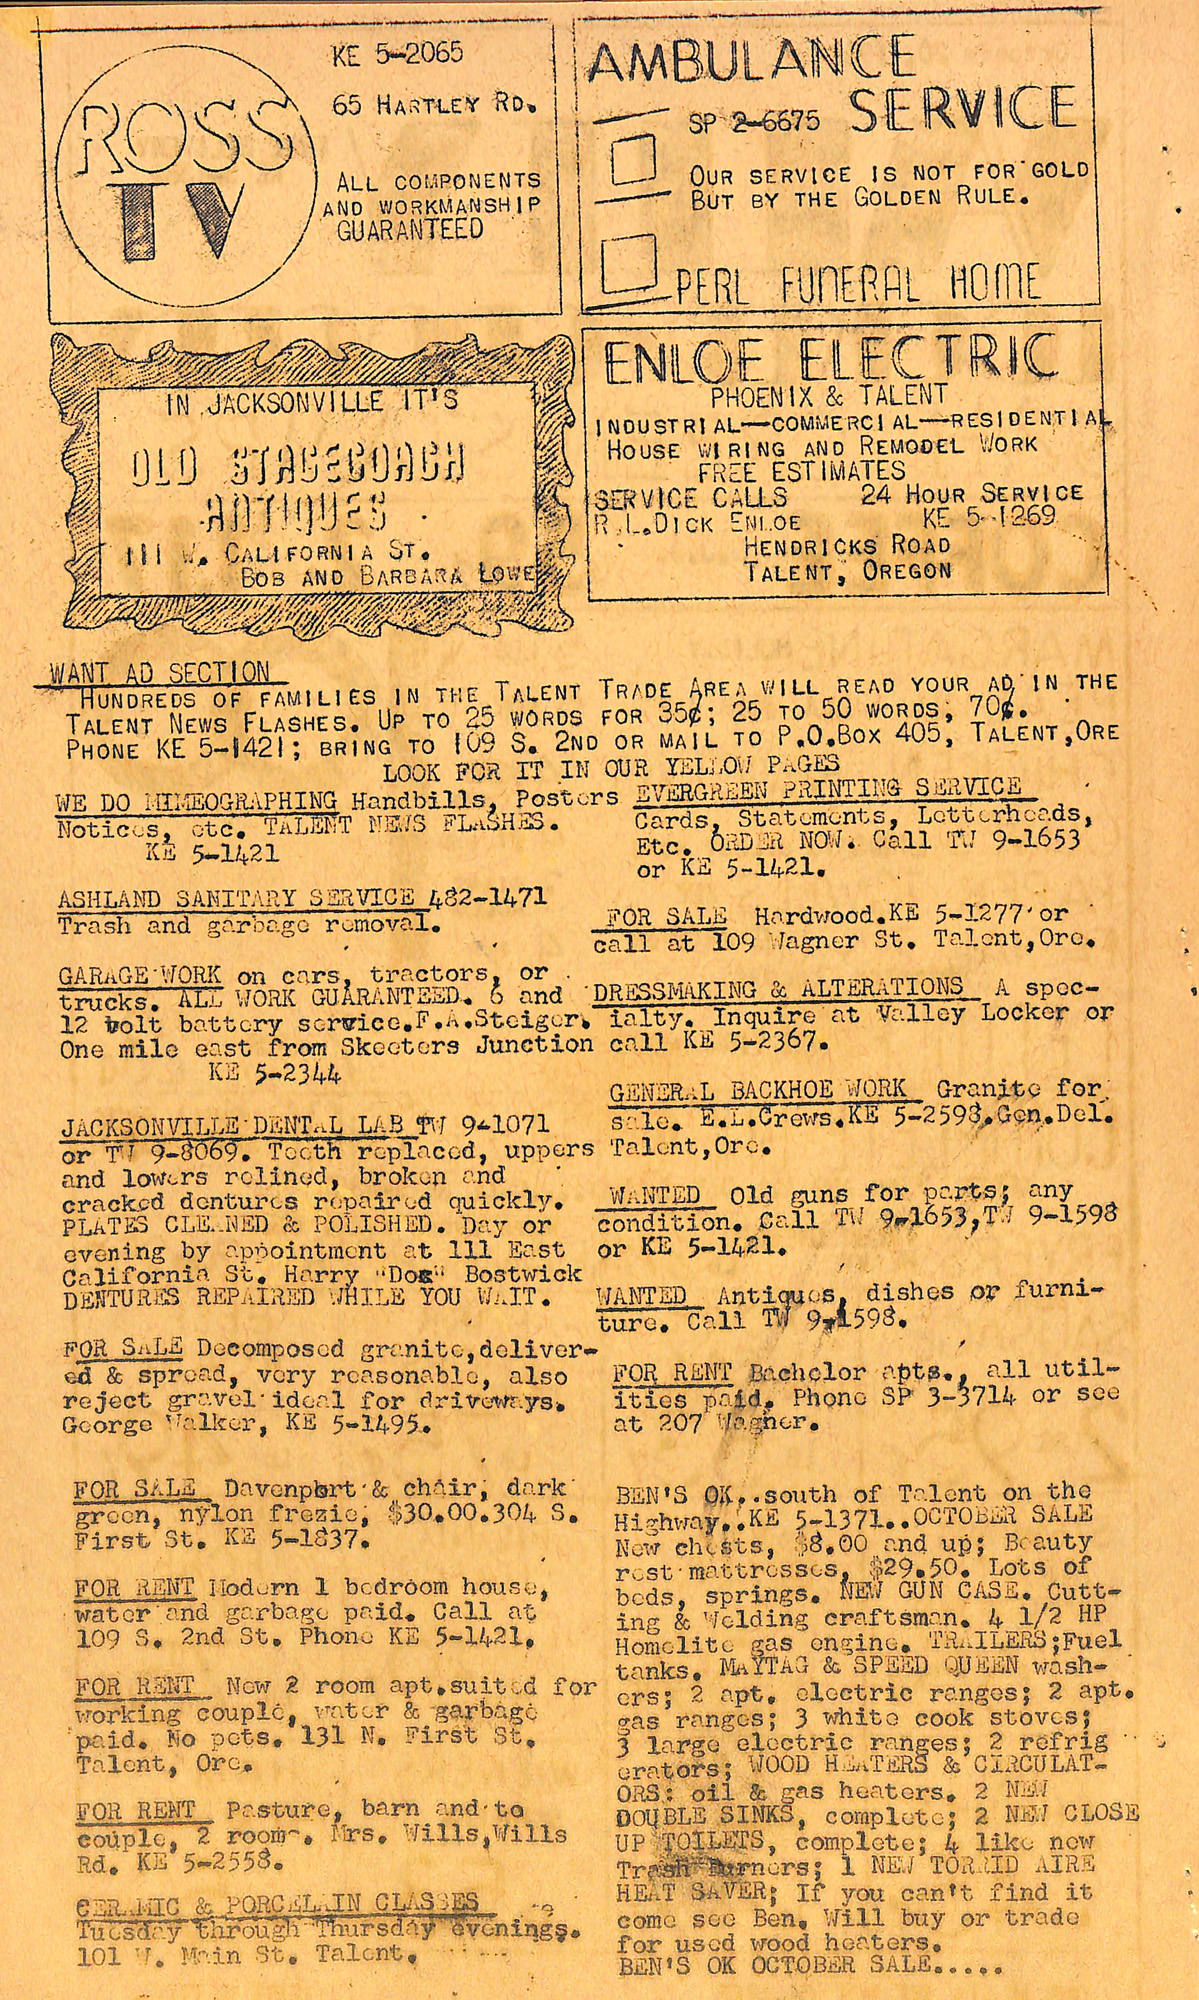 ROSS
TV
KE 5-2065
65 HARTLEY RD.
ALL COMPONENTS
AND WORKMANSHIP
GUARANTEED
AMBULANCE
SERVICE
SP 2-6675
OUR SERVICE IS NOT FOR GOLD
BUT BY THE GOLDEN RULE.
PERL FUNERAL HOME
IN JACKSONVILLE IT'S
OLD STAGECOACH
ANTIQUES
111 W. CALIFORNIA ST.
BOB AND BARBARA LOWE
ENLOE ELECTRIC
PHOENIX & TALENT
INDUSTRIAL—COMMERCIAL—RESIDENTIAL
HOUSE WIRING AND REMODEL WORK
FREE ESTIMATES
SERVICE CALLS 24 HOUR SERVICE
R.L.DICK ENLOE KE 5-1269
HENDRICKS ROAD
TALENT, OREGON
WANT AD SECTION
HUNDREDS OF FAMILIES IN THE TALENT TRADE AREA WILL READ YOUR AD IN THE
TALENT NEWS FLASHES. UP TO 25 WORDS FOR 35¢; 25 TO 50 WORDS, 70¢.
PHONE KE 5-1421; BRING TO 109 S. 2ND OR MAIL TO P.O.BOX 405, TALENT,ORE
LOOK FOR IT IN OUR YELLOW PAGES
WE DO MIMEOGRAPHING Handbills, Posters
Notices, etc. TALENT NEWS FLASHES.
KE 5-1421
ASHLAND SANITARY SERVICE 482-1471
Trash and garbage removal.
GARAGE WORK on cars, tractors, or
trucks. ALL WORK GUARANTEED. 6 and
12 volt battery service.F.A.Steiger.
One mile east from Skeeters Junction
KE 5-2344
JACKSONVILLE DENTAL LAB TW 9-1071
or TW 9-8069. Teeth replaced, uppers
and lowers relined, broken and
cracked dentures repaired quickly.
PLATES CLEANED & POLISHED. Day or
evening by appointment at 111 East
California St. Harry "Doc" Bostwick
DENTURES REPAIRED WHILE YOU WAIT.
FOR SALE Decomposed granite,deliver-
ed & spread, very reasonable, also
reject gravel ideal for driveways.
George Walker, KE 5-1495.
FOR SALE Davenport & chair, dark
green, nylon frezie, $30.00.304 S.
First St. KE 5-1837.
FOR RENT Modern 1 bedroom house,
water and garbage paid. Call at
109 S. 2nd St. Phone KE 5-1421.
FOR RENT New 2 room apt.suited for
working couple, water & garbage
paid. No pets. 131 N. First St.
Talent, Ore.
FOR RENT Pasture, barn and to
couple, 2 room. Mrs. Wills,Wills
Rd. KE 5-2558.
CERAMIC & PORCELAIN CLASSES
Tuesday through Thursday evenings.
101 W. Main St. Talent.
EVERGREEN PRINTING SERVICE
Cards, Statements, Letterheads,
Etc. ORDER NOW. Call TW 9-1653
or KE 5-1421.
FOR SALE Hardwood.KE 5-1277 or
call at 109 Wagner St. Talent,Ore.
DRESSMAKING & ALTERATIONS A spec-
ialty. Inquire at Valley Locker or
call KE 5-2367.
GENERAL BACKHOE WORK Granite for
sale. E.L.Crews.KE 5-2598.Gen.Del.
Talent,Ore.
WANTED Old guns for parts; any
condition. Call TW 9-1653,TW 9-1598
or KE 5-1421.
WANTED Antiques, dishes or furni-
ture. Call TW 9-1598.
FOR RENT Bachelor apts., all util-
ities paid. Phone SP 3-3714 or see
at 207 Wagner.
BEN'S OK..south of Talent on the
Highway..KE 5-1371..OCTOBER SALE
New chests, $8.00 and up; Beauty
rest mattresses, $29.50. Lots of
beds, springs. NEW GUN CASE. Cutt-
ing & Welding craftsman. 4 1/2 HP
Homelite gas engine. TRAILERS;Fuel
tanks. MAYTAG & SPEED QUEEN wash-
ers; 2 apt. electric ranges; 2 apt.
gas ranges; 3 white cook stoves;
3 large electric ranges; 2 refrig
erators; WOOD HEATERS & CIRCULAT-
ORS: oil & gas heaters. 2 NEW
DOUBLE SINKS, complete; 2 NEW CLOSE
UP TOILETS, complete; 4 like new
Trash Burners; 1 NEW TORRID AIRE
HEAT SAVER; If you can't find it
come see Ben. Will buy or trade
for used wood heaters.
BEN'S OK OCTOBER SALE.....